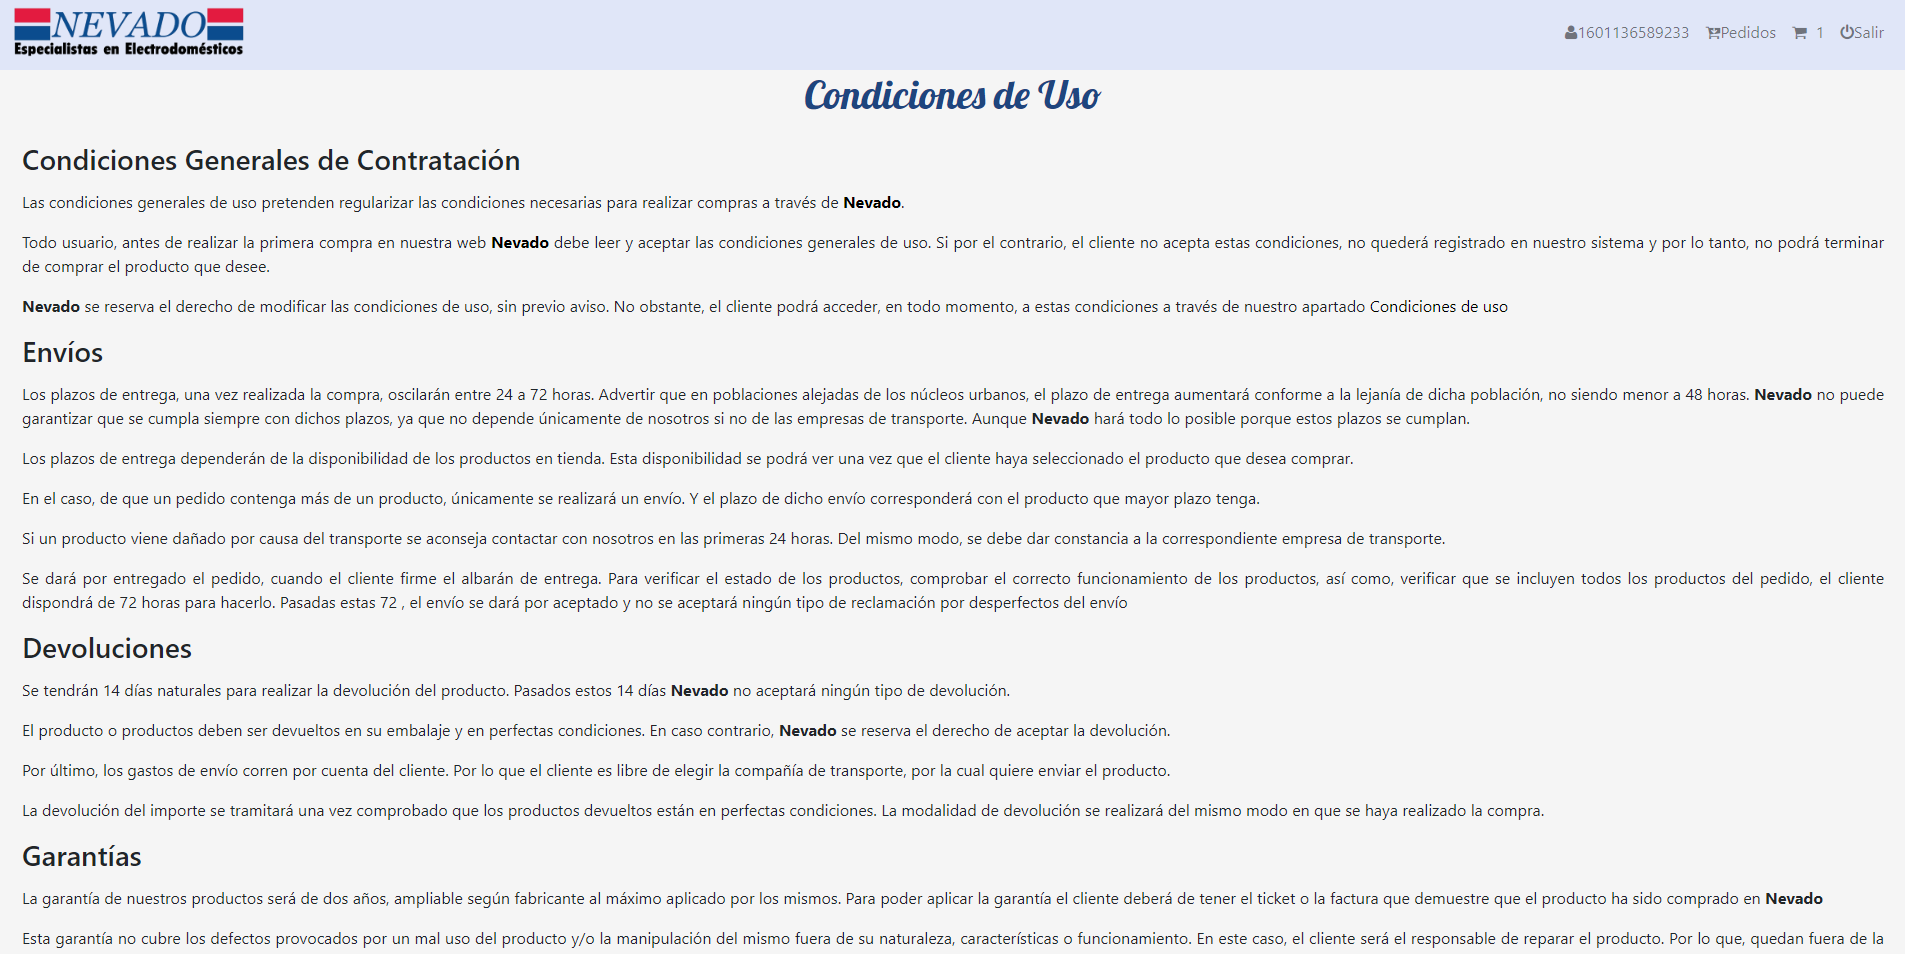 NEVADO
Especialistas en Electrodomésticos
1601136589233 Pedidos 1 Salir
Condiciones de Uso
Condiciones Generales de Contratación
Las condiciones generales de uso pretenden regularizar las condiciones necesarias para realizar compras a través de Nevado.
Todo usuario, antes de realizar la primera compra en nuestra web Nevado debe leer y aceptar las condiciones generales de uso. Si por el contrario, el cliente no acepta estas condiciones, no quederá registrado en nuestro sistema y por lo tanto, no podrá terminar
de comprar el producto que desee.
Nevado se reserva el derecho de modificar las condiciones de uso, sin previo aviso. No obstante, el cliente podrá acceder, en todo momento, a estas condiciones a través de nuestro apartado Condiciones de uso
Envíos
Los plazos de entrega, una vez realizada la compra, oscilarán entre 24 a 72 horas. Advertir que en poblaciones alejadas de los núcleos urbanos, el plazo de entrega aumentará conforme a la lejanía de dicha población, no siendo menor a 48 horas. Nevado no puede
garantizar que se cumpla siempre con dichos plazos, ya que no depende únicamente de nosotros si no de las empresas de transporte. Aunque Nevado hará todo lo posible porque estos plazos se cumplan.
Los plazos de entrega dependerán de la disponibilidad de los productos en tienda. Esta disponibilidad se podrá ver una vez que el cliente haya seleccionado el producto que desea comprar.
En el caso, de que un pedido contenga más de un producto, únicamente se realizará un envío. Y el plazo de dicho envío corresponderá con el producto que mayor plazo tenga.
Si un producto viene dañado por causa del transporte se aconseja contactar con nosotros en las primeras 24 horas. Del mismo modo, se debe dar constancia a la correspondiente empresa de transporte.
Se dará por entregado el pedido, cuando el cliente firme el albarán de entrega. Para verificar el estado de los productos, comprobar el correcto funcionamiento de los productos, así como, verificar que se incluyen todos los productos del pedido, el cliente
dispondrá de 72 horas para hacerlo. Pasadas estas 72 , el envío se dará por aceptado y no se aceptará ningún tipo de reclamación por desperfectos del envío
Devoluciones
Se tendrán 14 días naturales para realizar la devolución del producto. Pasados estos 14 días Nevado no aceptará ningún tipo de devolución.
El producto o productos deben ser devueltos en su embalaje y en perfectas condiciones. En caso contrario, Nevado se reserva el derecho de aceptar la devolución.
Por último, los gastos de envío corren por cuenta del cliente. Por lo que el cliente es libre de elegir la compañía de transporte, por la cual quiere enviar el producto.
La devolución del importe se tramitará una vez comprobado que los productos devueltos están en perfectas condiciones. La modalidad de devolución se realizará del mismo modo en que se haya realizado la compra.
Garantías
La garantía de nuestros productos será de dos años, ampliable según fabricante al máximo aplicado por los mismos. Para poder aplicar la garantía el cliente deberá de tener el ticket o la factura que demuestre que el producto ha sido comprado en Nevado
Esta garantía no cubre los defectos provocados por un mal uso del producto y/o la manipulación del mismo fuera de su naturaleza, características o funcionamiento. En este caso, el cliente será el responsable de reparar el producto. Por lo que, quedan fuera de la